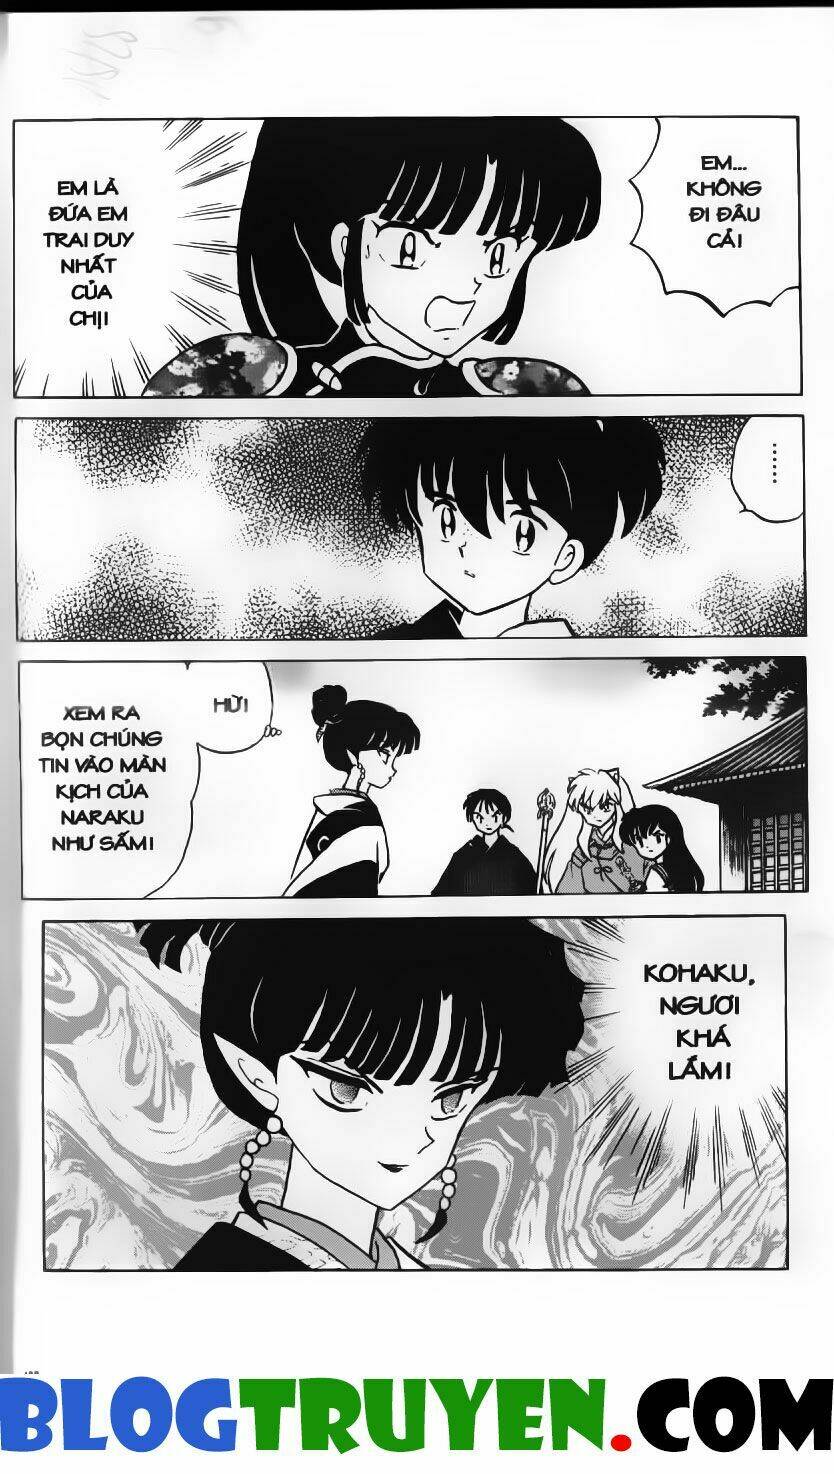 EM...
KHÔNG
ĐI ĐÂU
CẢ!
EM LÀ
ĐỨA EM
TRAI DUY
NHẤT
CỦA
CHỊ!
.......
HỪ!
XEM RA
BỌN CHÚNG
TIN VÀO MÀN
KỊCH CỦA
NARAKU
NHƯ SẤM!
KOHAKU,
NGƯƠI
KHÁ
LẮM!
BLOGTRUYEN.COM